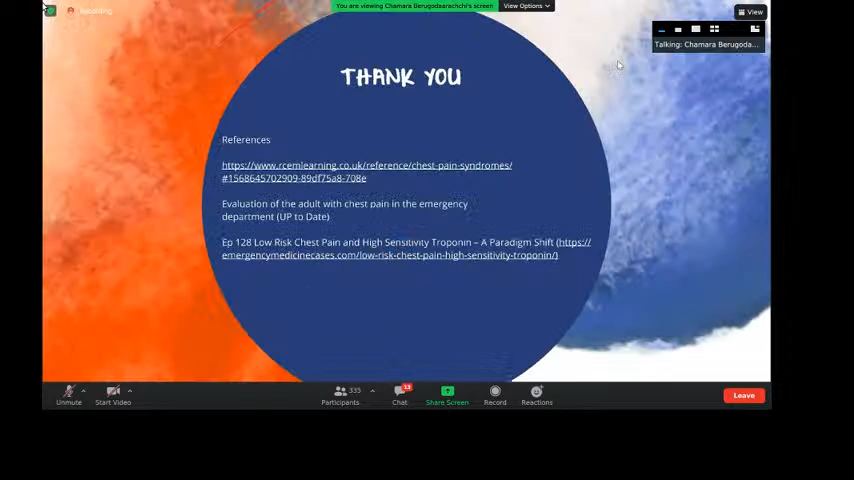 Recording
You are viewing Chamara Berugodaarachchi's screen
View Options
View
Talking: Chamara Berugoda...
THANK YOU
References
https://www.rcemlearning.co.uk/reference/chest-pain-syndromes/
#1568645702909-89df75a8-708e
Evaluation of the adult with chest pain in the emergency
department (UP to Date)
Ep 128 Low Risk Chest Pain and High Sensitivity Troponin – A Paradigm Shift (https://
emergencymedicinecases.com/low-risk-chest-pain-high-sensitivity-troponin/)
335
13
Unmute
Start Video
Participants
Chat
Share Screen
Record
Reactions
Leave